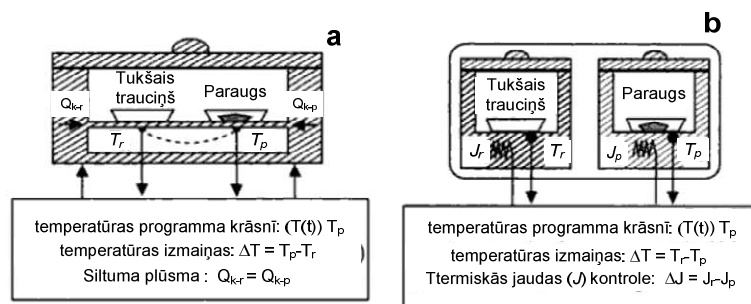 a
Tukšais
trauciņš
Paraugs
Qk-r
Qk-p
Tr
Tp
temperatūras programma krāsnī: (T(t)) Tp
temperatūras izmaiņas: ΔT = Tp-Tr
Siltuma plūsma : Qk-r = Qk-p
b
Tukšais
trauciņš
Paraugs
Jr
Tr
Jp
Tp
temperatūras programma krāsnī: (T(t)) Tp
temperatūras izmaiņas: ΔT = Tr-Tp
Ttermiskās jaudas (J) kontrole: ΔJ = Jr-Jp